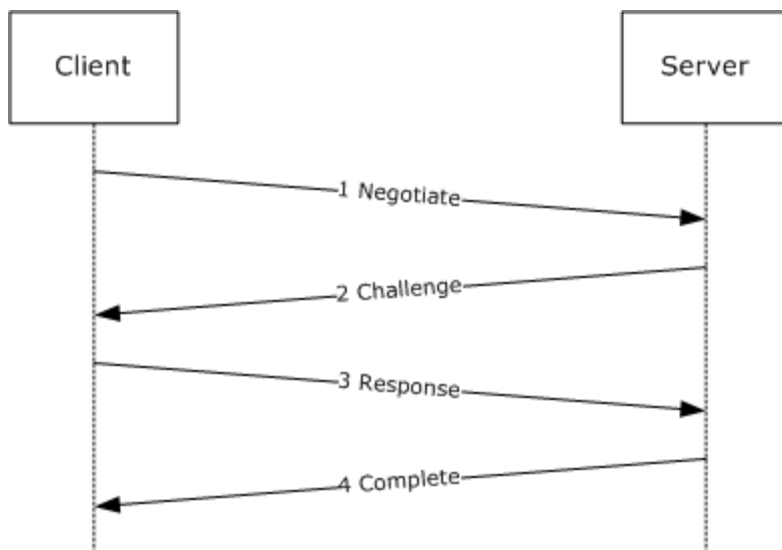 Client
Server
1 Negotiate
2 Challenge
3 Response
4 Complete